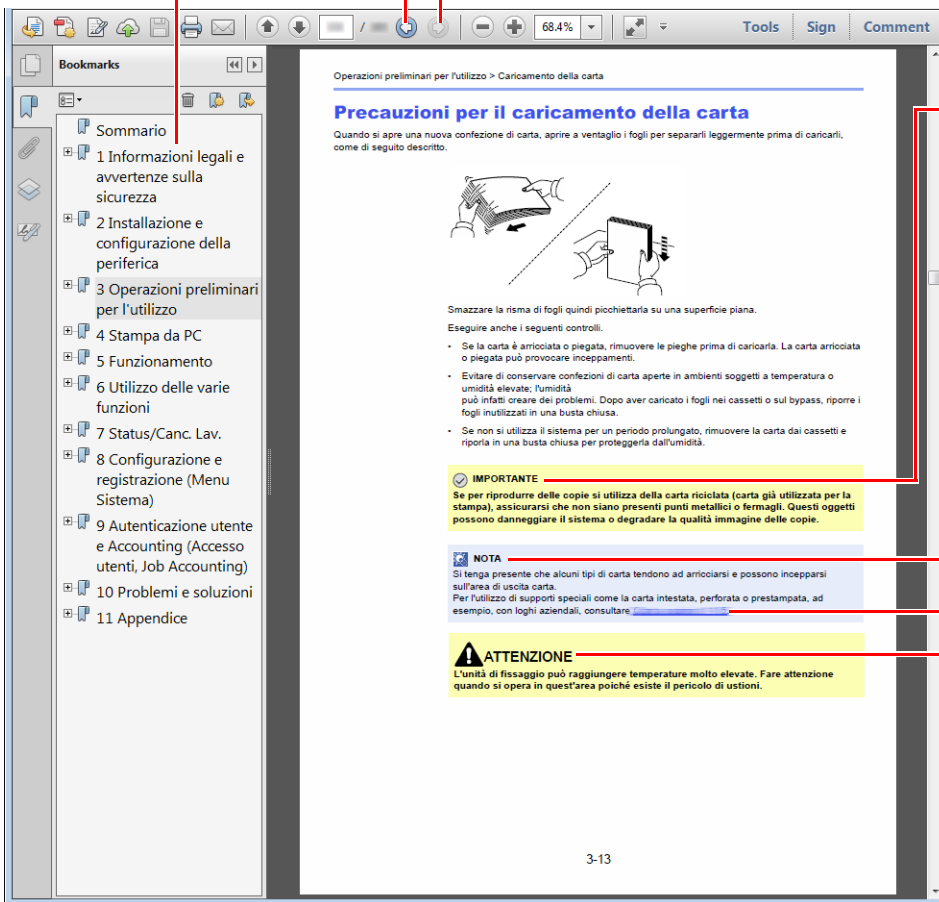 /
68.4%
Tools
Sign
Comment
Bookmarks
Sommario
1 Informazioni legali e
avvertenze sulla
sicurezza
2 Installazione e
configurazione della
periferica
3 Operazioni preliminari
per l'utilizzo
4 Stampa da PC
5 Funzionamento
6 Utilizzo delle varie
funzioni
7 Status/Canc. Lav.
8 Configurazione e
registrazione (Menu
Sistema)
9 Autenticazione utente
e Accounting (Accesso
utenti, Job Accounting)
10 Problemi e soluzioni
11 Appendice
Operazioni preliminari per l'utilizzo > Caricamento della carta
Precauzioni per il caricamento della carta
Quando si apre una nuova confezione di carta, aprire a ventaglio i fogli per separarli leggermente prima di caricarli,
come di seguito descritto.
Smazzare la risma di fogli quindi picchiettarla su una superficie piana.
Eseguire anche i seguenti controlli.
• Se la carta è arricciata o piegata, rimuovere le pieghe prima di caricarla. La carta arricciata
o piegata può provocare inceppamenti.
• Evitare di conservare confezioni di carta aperte in ambienti soggetti a temperatura o
umidità elevate; l'umidità
può infatti creare dei problemi. Dopo aver caricato i fogli nei cassetti o sul bypass, riporre i
fogli inutilizzati in una busta chiusa.
• Se non si utilizza il sistema per un periodo prolungato, rimuovere la carta dai cassetti e
riporla in una busta chiusa per proteggerla dall'umidità.
IMPORTANTE
Se per riprodurre delle copie si utilizza della carta riciclata (carta già utilizzata per la
stampa), assicurarsi che non siano presenti punti metallici o fermagli. Questi oggetti
possono danneggiare il sistema o degradare la qualità immagine delle copie.
NOTA
Si tenga presente che alcuni tipi di carta tendono ad arricciarsi e possono incepparsi
sull'area di uscita carta.
Per l'utilizzo di supporti speciali come la carta intestata, perforata o prestampata, ad
esempio, con loghi aziendali, consultare
ATTENZIONE
L'unità di fissaggio può raggiungere temperature molto elevate. Fare attenzione
quando si opera in quest'area poiché esiste il pericolo di ustioni.
3-13